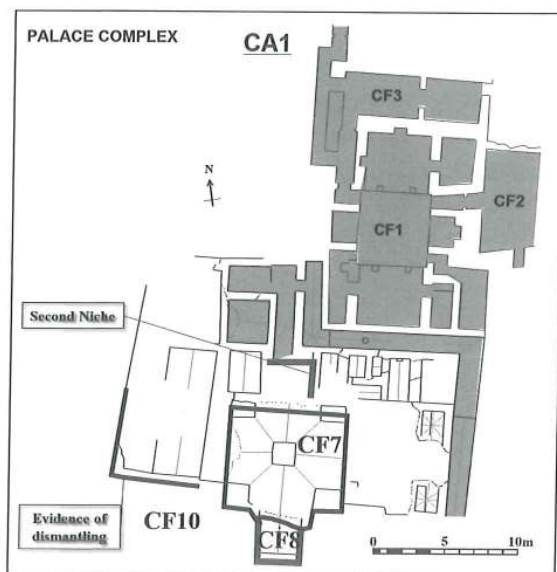 PALACE COMPLEX
CA1
CF3
CF2
CF1
N
Second Niche
CF7
CF10
CF8
Evidence of
dismantling
0 5 10m